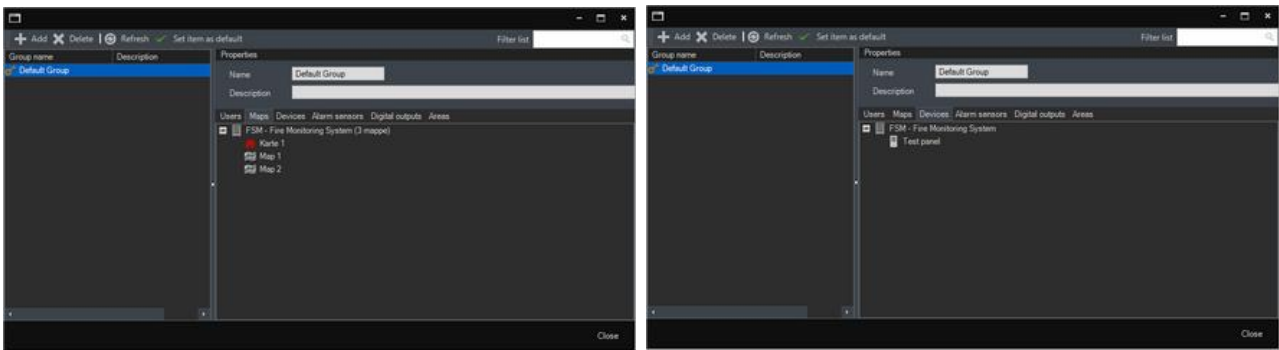 Add Delete Refresh Set item as default Filter list
Group name Description Properties
Default Group
Name Default Group
Description
Users Maps Devices Alarm sensors Digital outputs Areas
FSM - Fire Monitoring System (3 mappe)
Karte 1
Map 1
Map 2
Close
Add Delete Refresh Set item as default Filter list
Group name Description Properties
Default Group
Name Default Group
Description
Users Maps Devices Alarm sensors Digital outputs Areas
FSM - Fire Monitoring System
Test panel
Close